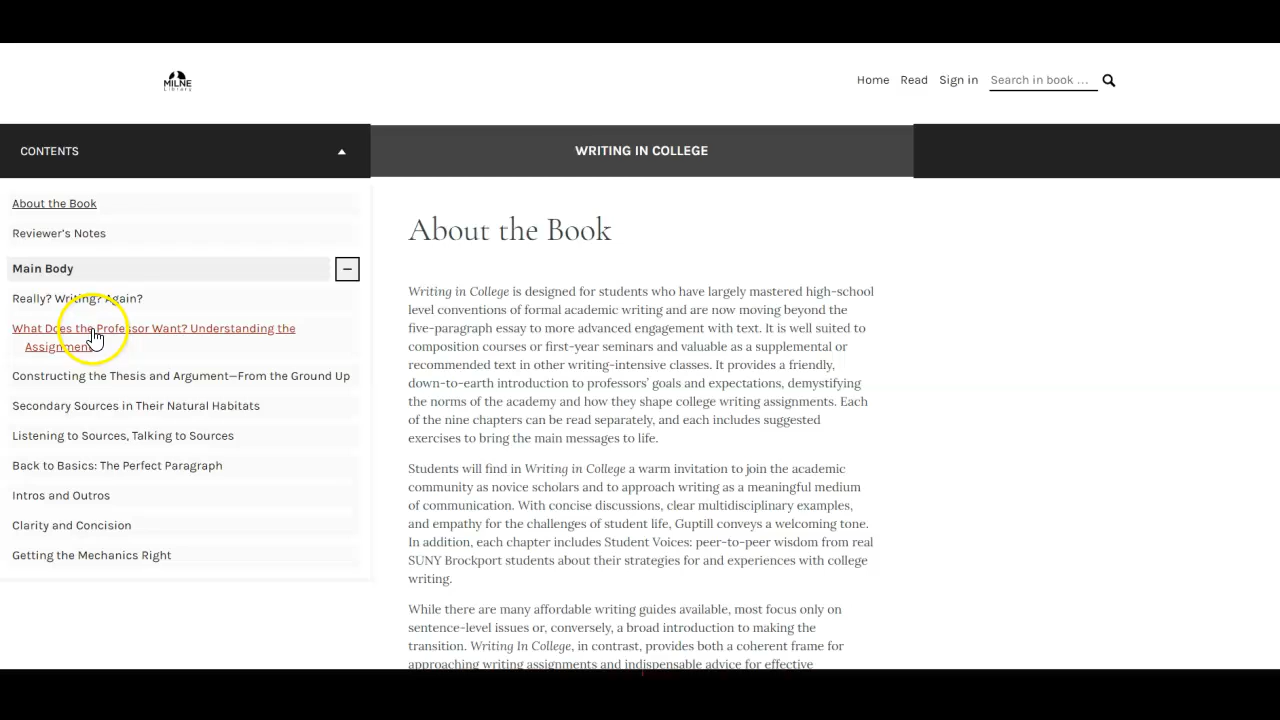 MILNE
Library
Home Read Sign in Search in book …
CONTENTS
WRITING IN COLLEGE
About the Book
Reviewer's Notes
Main Body
Really? Writing? Again?
What Does the Professor Want? Understanding the
Assignment
Constructing the Thesis and Argument—From the Ground Up
Secondary Sources in Their Natural Habitats
Listening to Sources, Talking to Sources
Back to Basics: The Perfect Paragraph
Intros and Outros
Clarity and Concision
Getting the Mechanics Right
About the Book
Writing in College is designed for students who have largely mastered high-school
level conventions of formal academic writing and are now moving beyond the
five-paragraph essay to more advanced engagement with text. It is well suited to
composition courses or first-year seminars and valuable as a supplemental or
recommended text in other writing-intensive classes. It provides a friendly,
down-to-earth introduction to professors' goals and expectations, demystifying
the norms of the academy and how they shape college writing assignments. Each
of the nine chapters can be read separately, and each includes suggested
exercises to bring the main messages to life.
Students will find in Writing in College a warm invitation to join the academic
community as novice scholars and to approach writing as a meaningful medium
of communication. With concise discussions, clear multidisciplinary examples,
and empathy for the challenges of student life, Guptill conveys a welcoming tone.
In addition, each chapter includes Student Voices: peer-to-peer wisdom from real
SUNY Brockport students about their strategies for and experiences with college
writing.
While there are many affordable writing guides available, most focus only on
sentence-level issues or, conversely, a broad introduction to making the
transition. Writing In College, in contrast, provides both a coherent frame for
approaching writing assignments and indispensable advice for effective